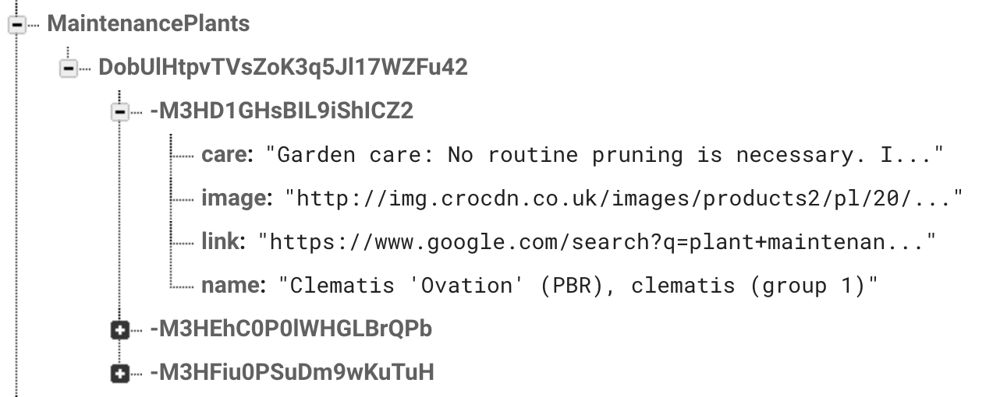 MaintenancePlants
DobUlHtpvTVsZoK3q5Jl17WZFu42
-M3HD1GHsBIL9iShICZ2
care: "Garden care: No routine pruning is necessary. I..."
image: "http://img.crocdn.co.uk/images/products2/pl/20/..."
link: "https://www.google.com/search?q=plant+maintenan..."
name: "Clematis 'Ovation' (PBR), clematis (group 1)"
-M3HEhC0P0lWHGLBrQPb
-M3HFiu0PSuDm9wKuTuH